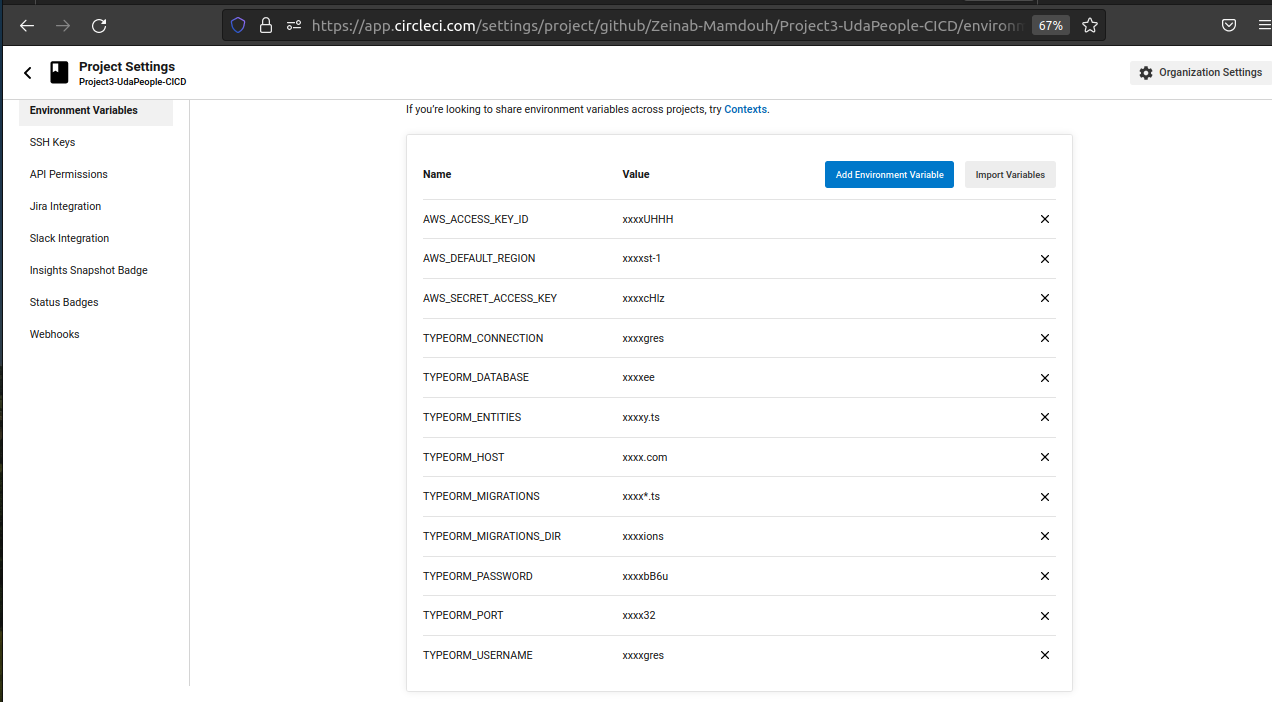 https://app.circleci.com/settings/project/github/Zeinab-Mamdouh/Project3-UdaPeople-CICD/environn
67%
Project Settings
Project3-UdaPeople-CICD
Organization Settings
Environment Variables
SSH Keys
API Permissions
Jira Integration
Slack Integration
Insights Snapshot Badge
Status Badges
Webhooks
If you're looking to share environment variables across projects, try Contexts.
Name Value Add Environment Variable Import Variables
AWS_ACCESS_KEY_ID xxxxUHHH
AWS_DEFAULT_REGION xxxxst-1
AWS_SECRET_ACCESS_KEY xxxxcHlz
TYPEORM_CONNECTION xxxxgres
TYPEORM_DATABASE xxxxee
TYPEORM_ENTITIES xxxxy.ts
TYPEORM_HOST xxxx.com
TYPEORM_MIGRATIONS xxxx*.ts
TYPEORM_MIGRATIONS_DIR xxxxions
TYPEORM_PASSWORD xxxxbB6u
TYPEORM_PORT xxxx32
TYPEORM_USERNAME xxxxgres